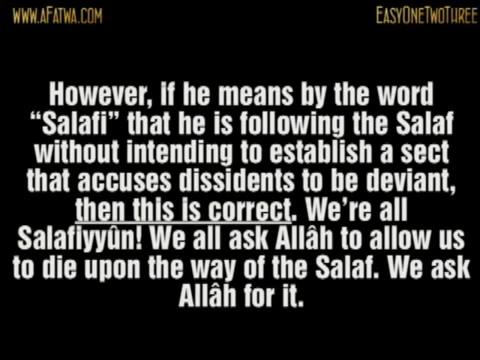 www.aFatwa.com
EasyOneTwoThree
However, if he means by the word
“Salafi” that he is following the Salaf
without intending to establish a sect
that accuses dissidents to be deviant,
then this is correct. We’re all
Salafiyyûn! We all ask Allâh to allow us
to die upon the way of the Salaf. We ask
Allâh for it.